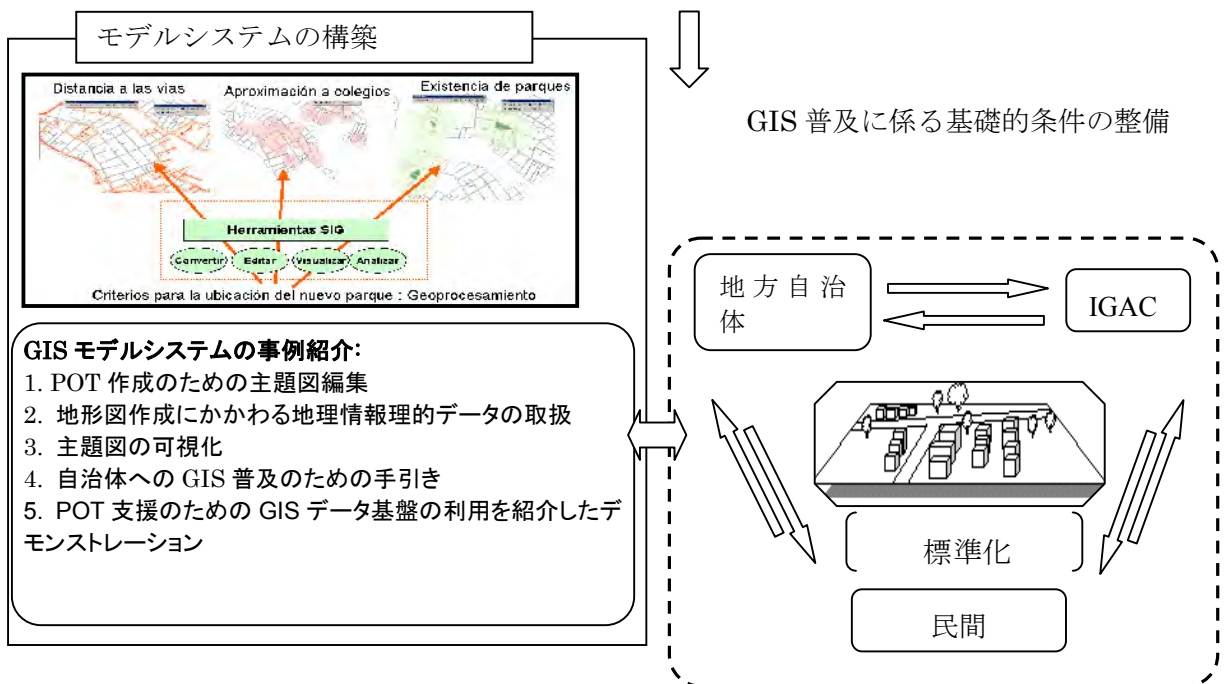 モデルシステムの構築
Distancia a las vias
Aproximación a colegios
Existencia de parques
Herramientas SIG
Convertir
Editar
Visualizar
Analizar
Criterios para la ubicación del nuevo parque : Geoprocesamiento
GIS モデルシステムの事例紹介:
1. POT 作成のための主題図編集
2. 地形図作成にかかわる地理情報理的データの取扱
3. 主題図の可視化
4. 自治体への GIS 普及のための手引き
5. POT 支援のための GIS データ基盤の利用を紹介したデ
モンストレーション
GIS 普及に係る基礎的条件の整備
地方自治
体
IGAC
標準化
民間